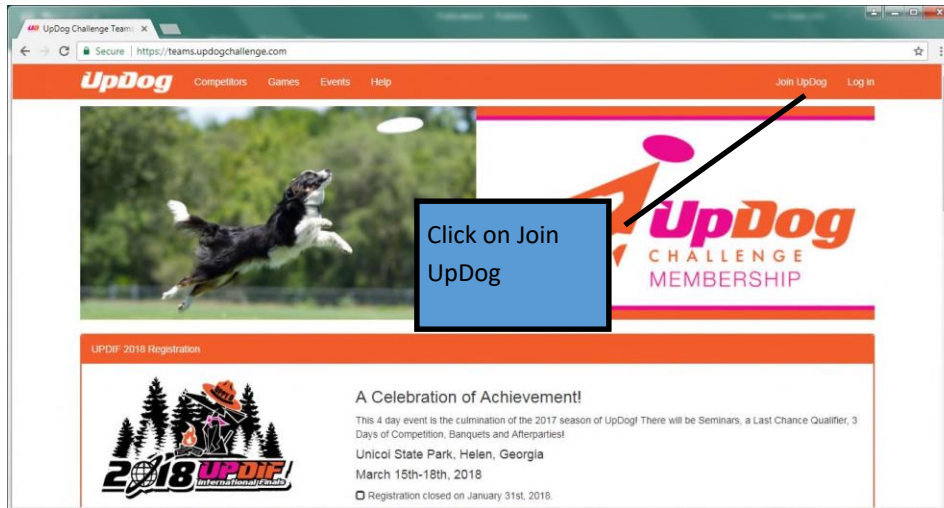 UpDog Challenge Team
Secure | https://teams.updogchallenge.com
UpDog Competitors Games Events Help Join UpDog Log in
Click on Join
UpDog
UpDog
CHALLENGE
MEMBERSHIP
UPDIF 2018 Registration
2018 UPDIF!
International Finals
A Celebration of Achievement!
This 4 day event is the culmination of the 2017 season of UpDog! There will be Seminars, a Last Chance Qualifier, 3
Days of Competition, Banquets and Afterparties!
Unicoi State Park, Helen, Georgia
March 15th-18th, 2018
Registration closed on January 31st, 2018.